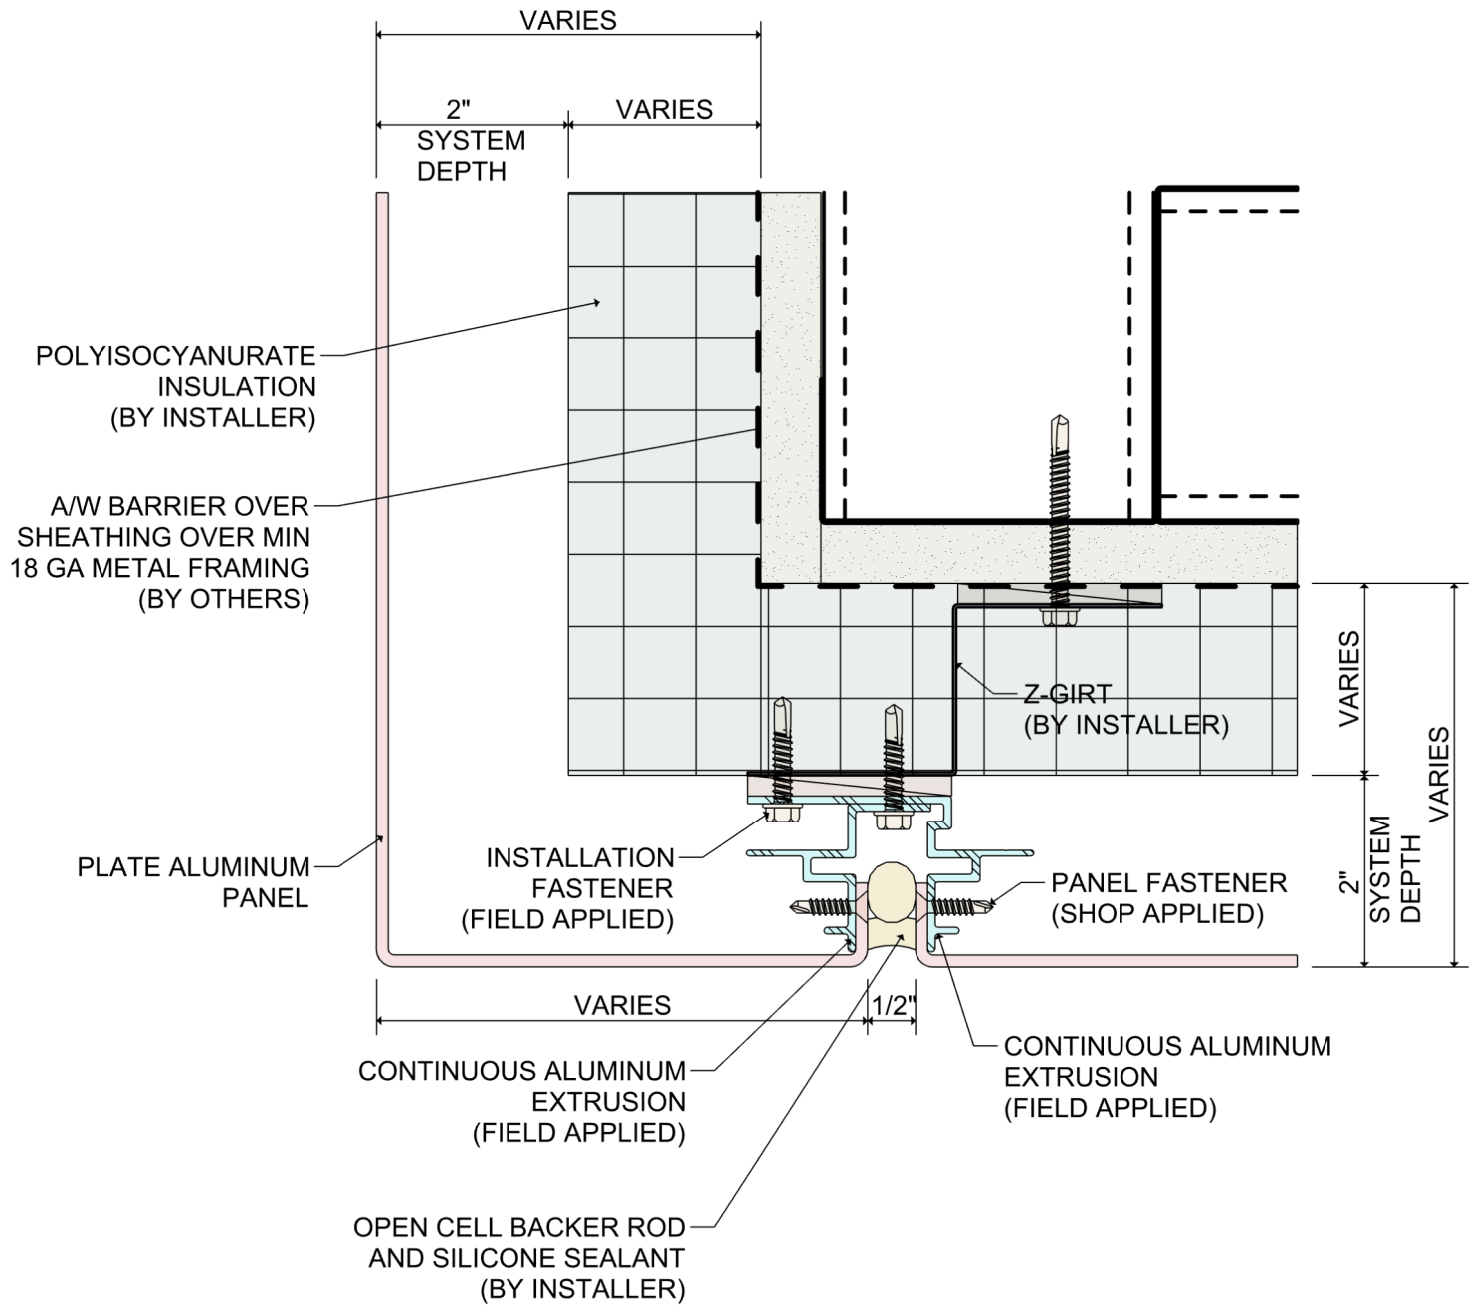 VARIES
2"
SYSTEM
DEPTH
VARIES
POLYISOCYANURATE
INSULATION
(BY INSTALLER)
A/W BARRIER OVER
SHEATHING OVER MIN
18 GA METAL FRAMING
(BY OTHERS)
Z-GIRT
(BY INSTALLER)
VARIES
VARIES
2"
SYSTEM
DEPTH
PLATE ALUMINUM
PANEL
INSTALLATION
FASTENER
(FIELD APPLIED)
PANEL FASTENER
(SHOP APPLIED)
VARIES
1/2"
CONTINUOUS ALUMINUM
EXTRUSION
(FIELD APPLIED)
CONTINUOUS ALUMINUM
EXTRUSION
(FIELD APPLIED)
OPEN CELL BACKER ROD
AND SILICONE SEALANT
(BY INSTALLER)